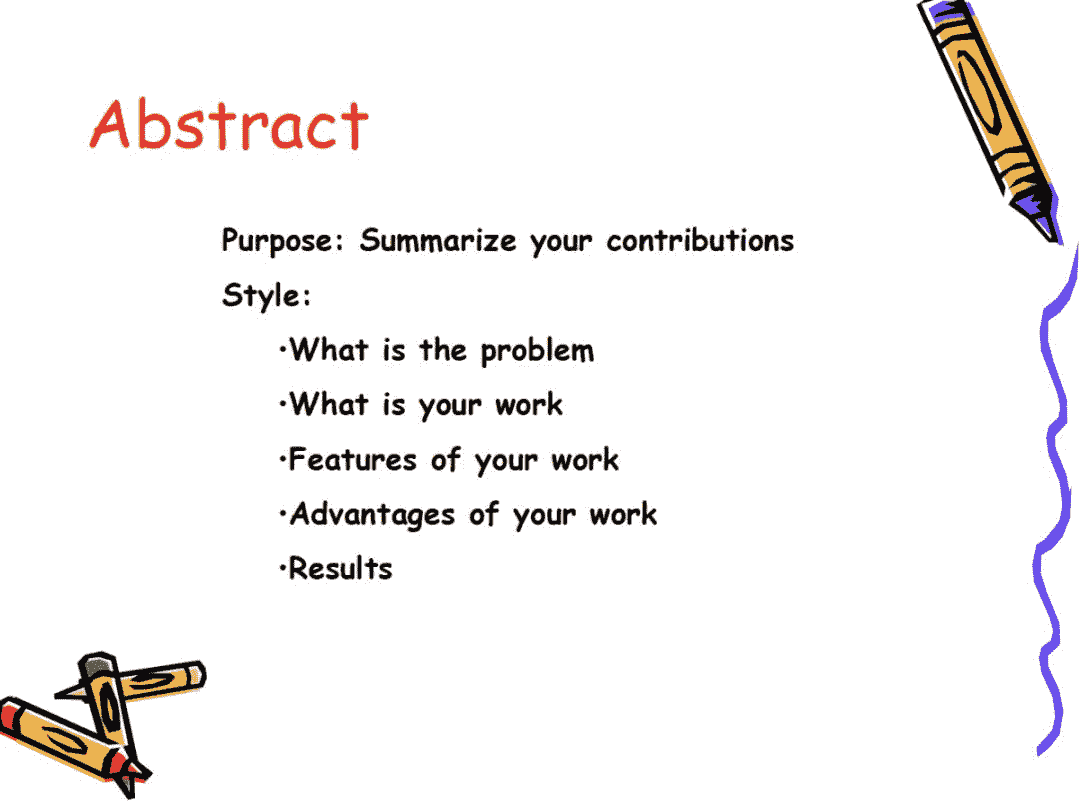 Abstract
Purpose: Summarize your contributions
Style:
•What is the problem
•What is your work
•Features of your work
•Advantages of your work
•Results